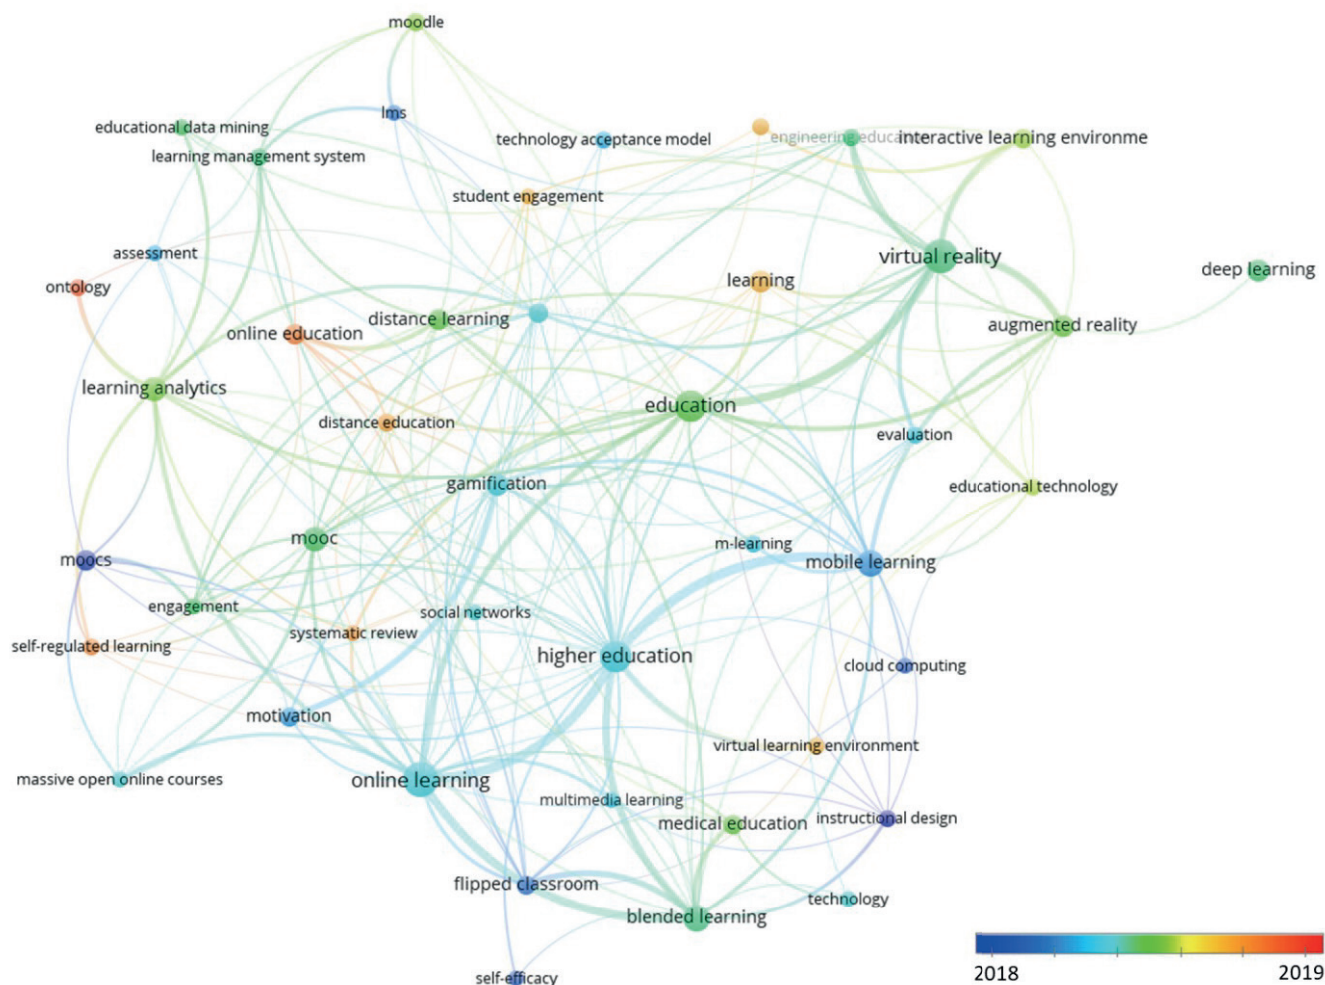 moodle
lms
educational data mining
technology acceptance model
engineering educa
interactive learning environme
learning management system
student engagement
assessment
virtual reality
deep learning
learning
ontology
distance learning
augmented reality
online education
learning analytics
education
distance education
evaluation
gamification
educational technology
mooc
m-learning
moocs
mobile learning
engagement
social networks
systematic review
self-regulated learning
higher education
cloud computing
motivation
virtual learning environment
massive open online courses
online learning
multimedia learning
medical education
instructional design
flipped classroom
technology
blended learning
self-efficacy
2018
2019